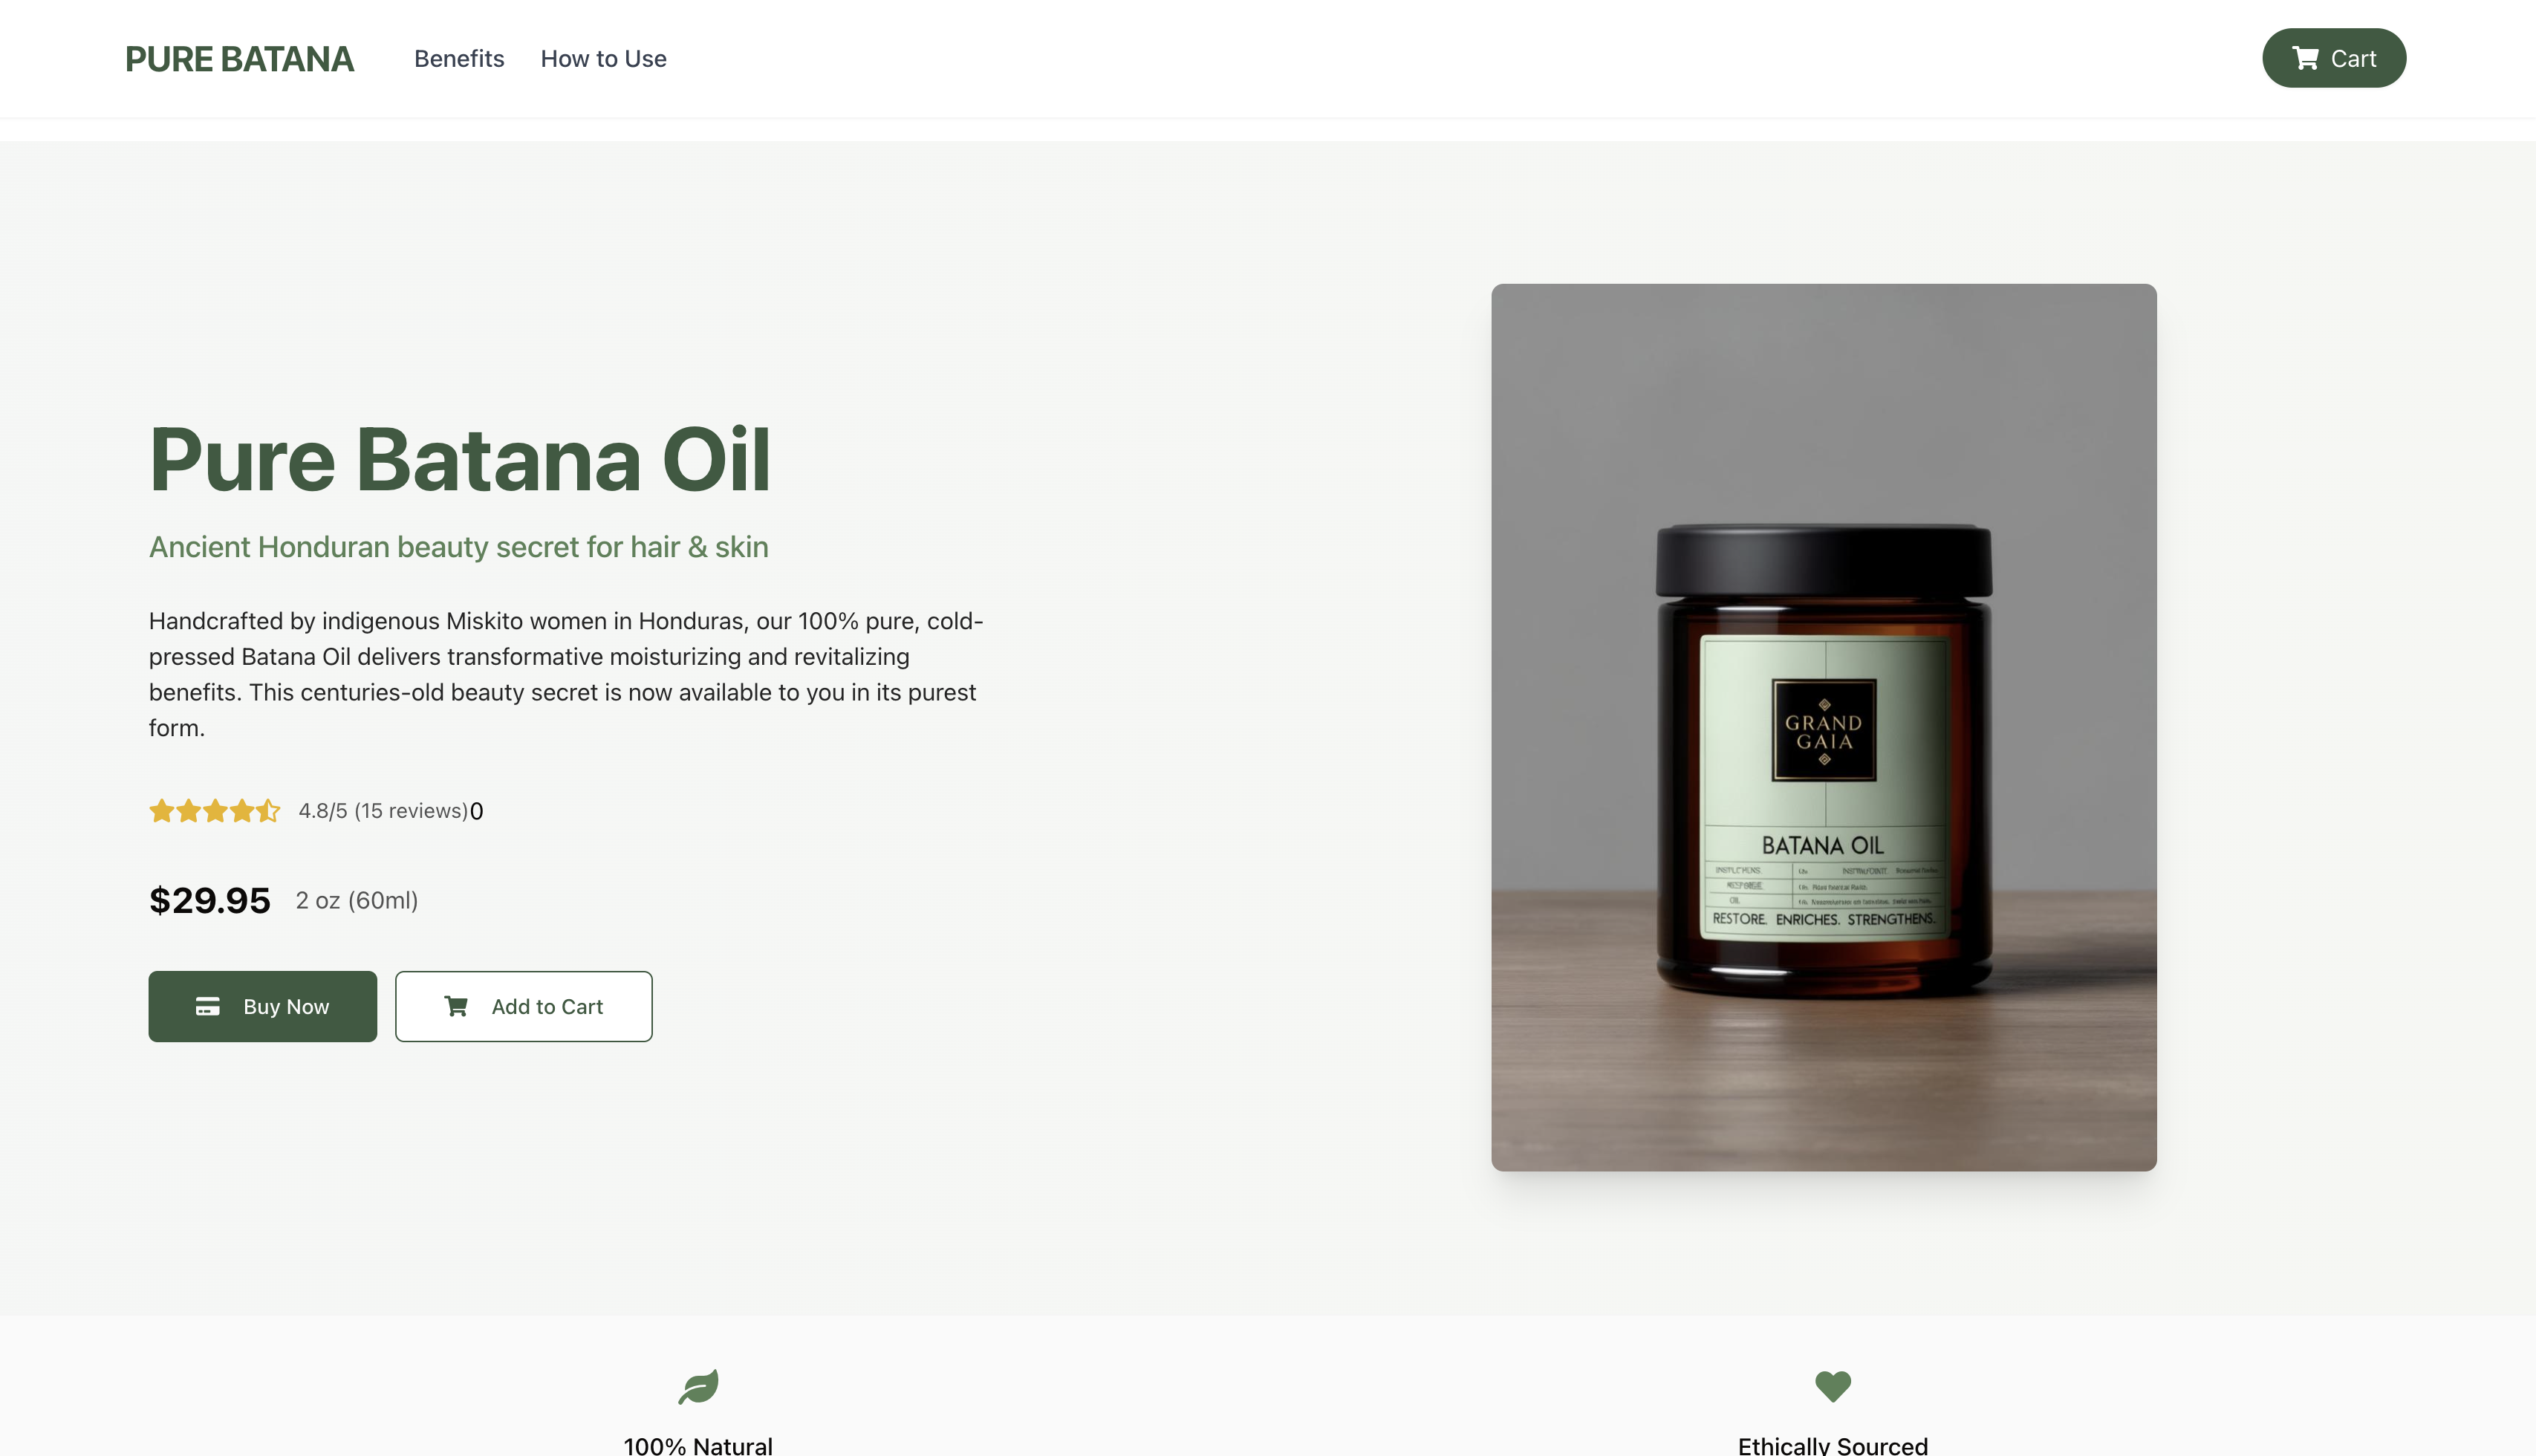 PURE BATANA
Benefits
How to Use
Cart
Pure Batana Oil
Ancient Honduran beauty secret for hair & skin
Handcrafted by indigenous Miskito women in Honduras, our 100% pure, cold-
pressed Batana Oil delivers transformative moisturizing and revitalizing
benefits. This centuries-old beauty secret is now available to you in its purest
form.
4.8/5 (15 reviews)0
$29.95 2 oz (60ml)
Buy Now
Add to Cart
GRAND
GAIA
BATANA OIL
RESTORE. ENRICHES. STRENGTHENS.
100% Natural
Ethically Sourced